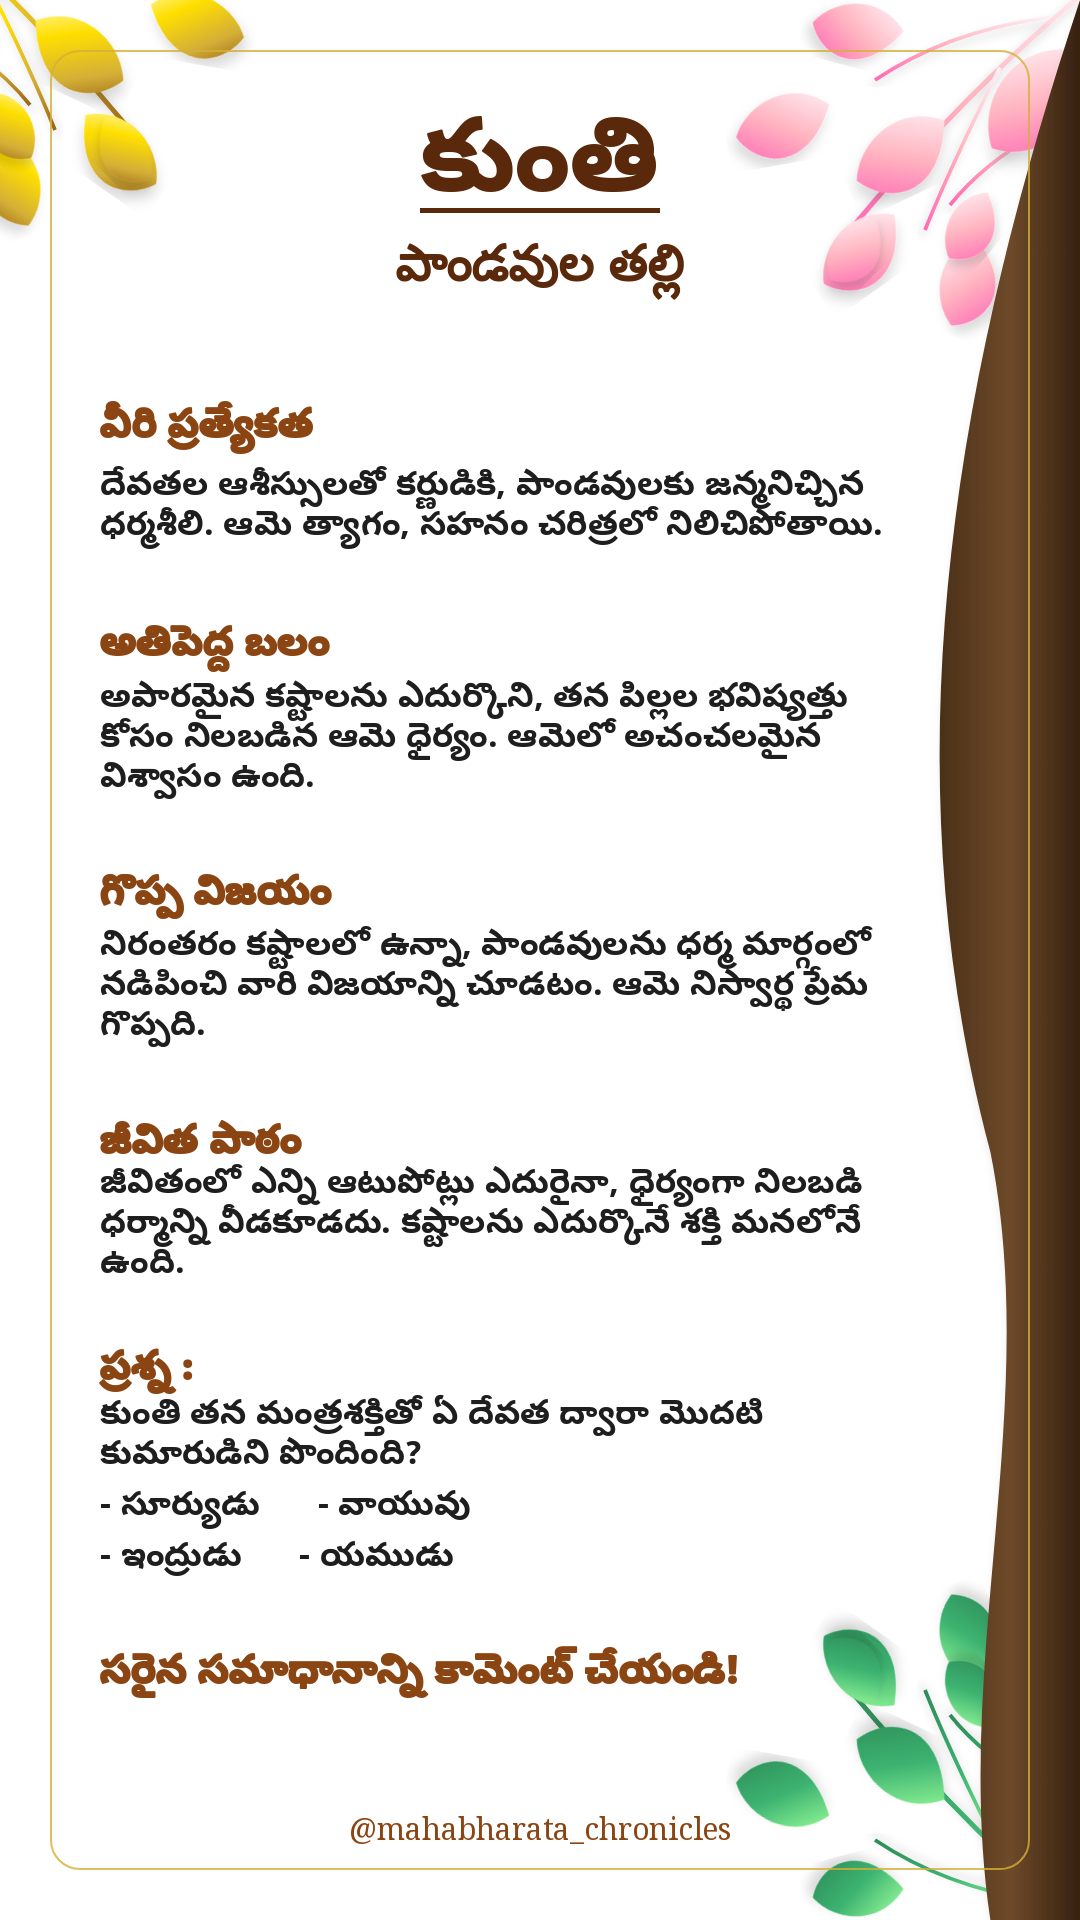 కుంతి
పాండవుల తల్లి
వీరి ప్రత్యేకత
దేవతల ఆశీస్సులతో కర్ణుడికి, పాండవులకు జన్మనిచ్చిన
ధర్మశీలి. ఆమె త్యాగం, సహనం చరిత్రలో నిలిచిపోతాయి.
అతిపెద్ద బలం
అపారమైన కష్టాలను ఎదుర్కొని, తన పిల్లల భవిష్యత్తు
కోసం నిలబడిన ఆమె ధైర్యం. ఆమెలో అచంచలమైన
విశ్వాసం ఉంది.
గొప్ప విజయం
నిరంతరం కష్టాలలో ఉన్నా, పాండవులను ధర్మ మార్గంలో
నడిపించి వారి విజయాన్ని చూడటం. ఆమె నిస్వార్థ ప్రేమ
గొప్పది.
జీవిత పాఠం
జీవితంలో ఎన్ని ఆటుపోట్లు ఎదురైనా, ధైర్యంగా నిలబడి
ధర్మాన్ని వీడకూడదు. కష్టాలను ఎదుర్కొనే శక్తి మనలోనే
ఉంది.
ప్రశ్న :
కుంతి తన మంత్రశక్తితో ఏ దేవత ద్వారా మొదటి
కుమారుడిని పొందింది?
- సూర్యుడు - వాయువు
- ఇంద్రుడు - యముడు
సరైన సమాధానాన్ని కామెంట్ చేయండి!
@mahabharata_chronicles